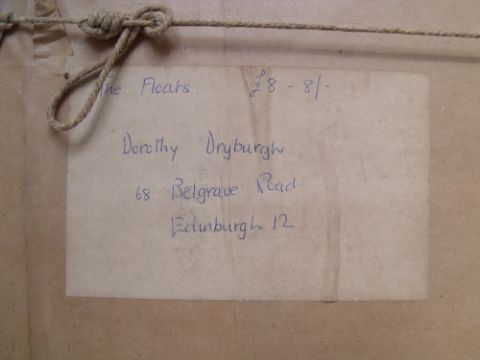 The Floats. £8 - 8/-
Dorothy Dryburgh
68 Belgrave Road
Edinburgh 12